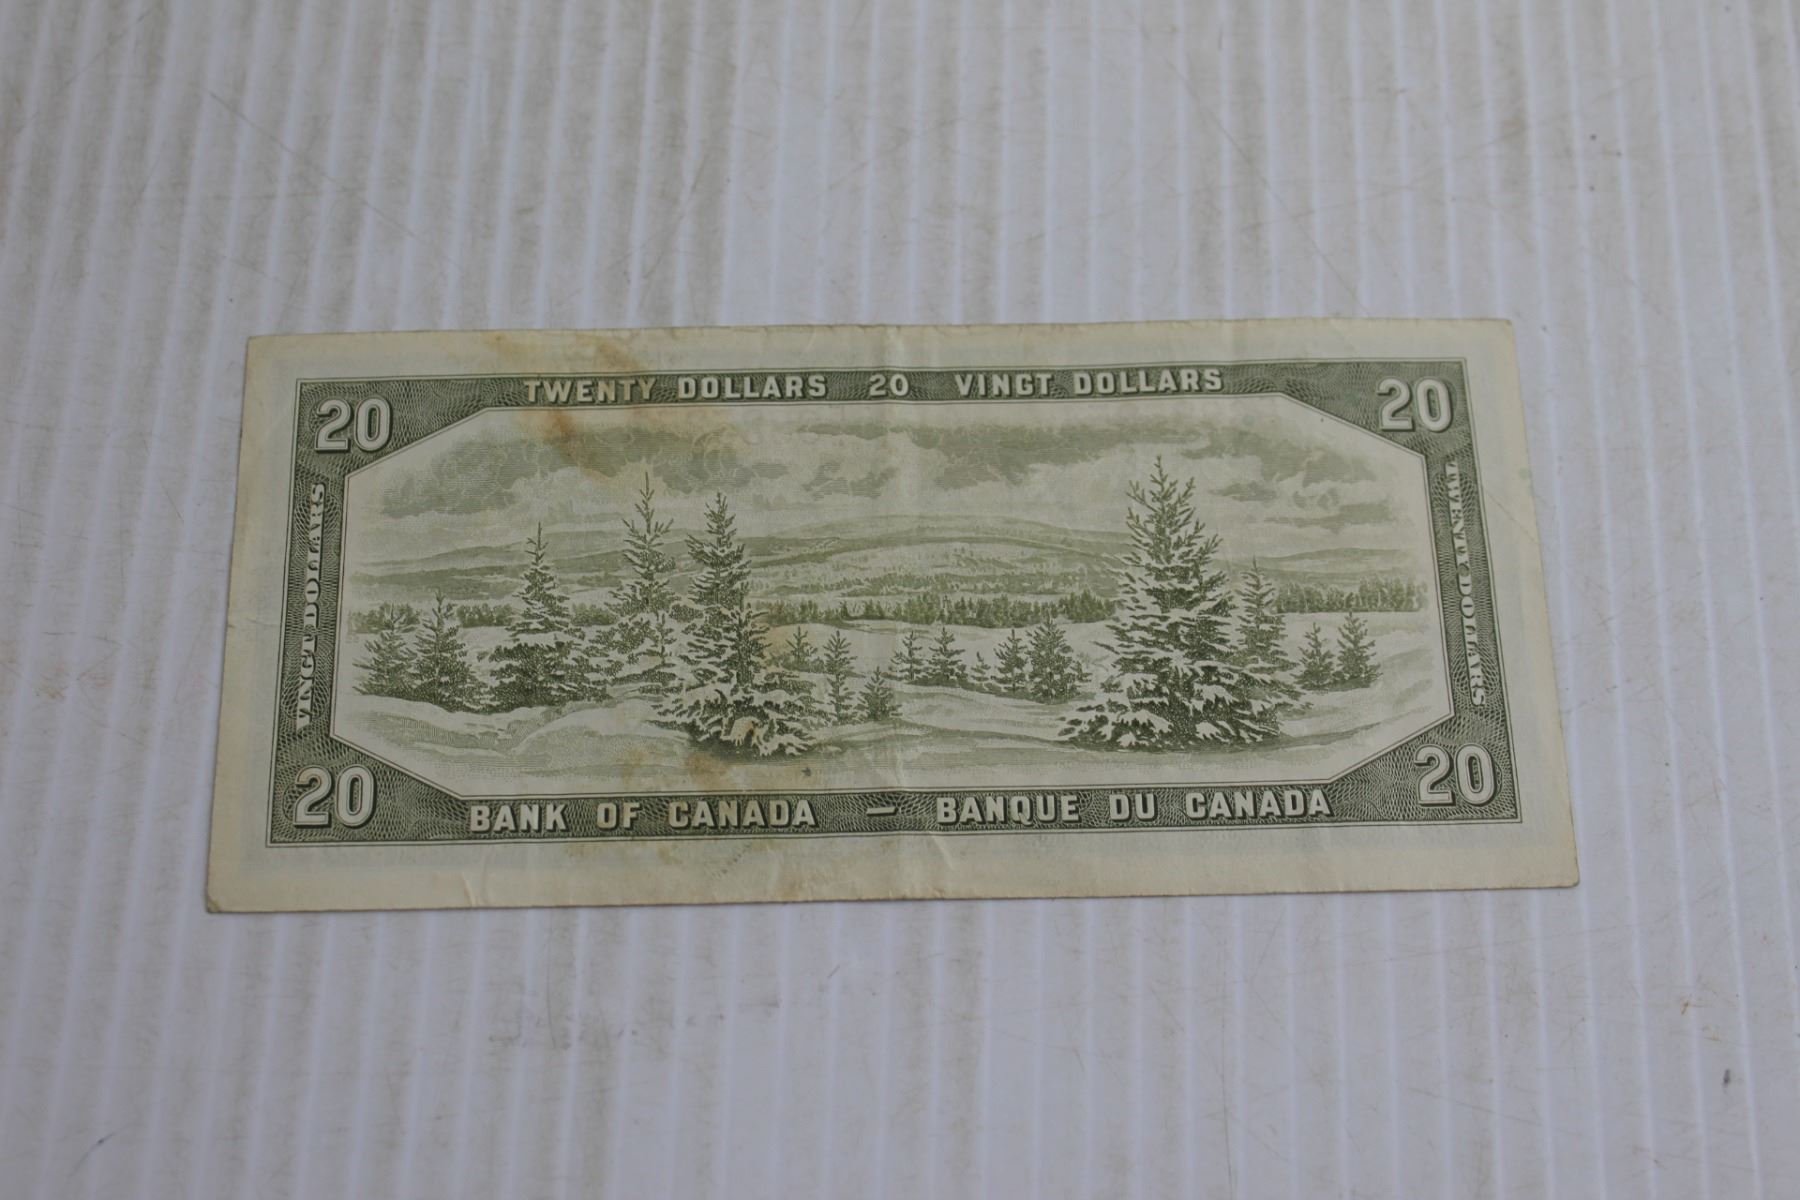 TWENTY DOLLARS 20 VINGT DOLLARS
20
20
VINGT DOLLARS
TWENTY DOLLARS
20
20
BANK OF CANADA — BANQUE DU CANADA